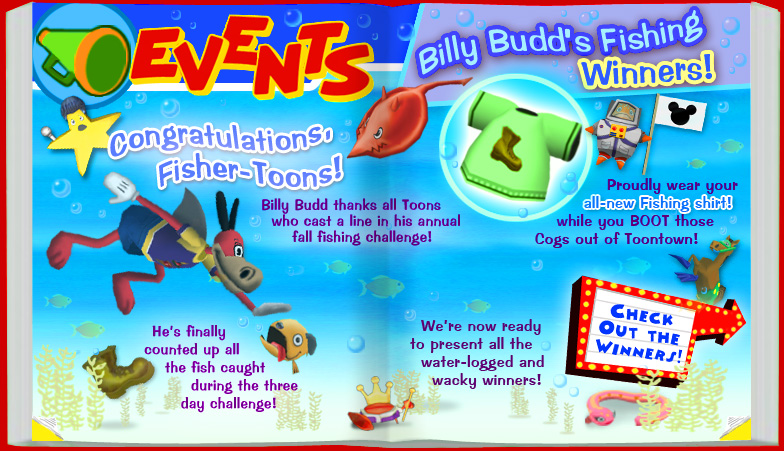 EVENTS
Congratulations,
Fisher-Toons!
Billy Budd thanks all Toons
who cast a line in his annual
fall fishing challenge!
He's finally
counted up all
the fish caught
during the three
day challenge!
Billy Budd's Fishing
Winners!
Proudly wear your
all-new Fishing shirt!
while you BOOT those
Cogs out of Toontown!
We're now ready
to present all the
water-logged and
wacky winners!
CHECK
OUT THE
WINNERS!